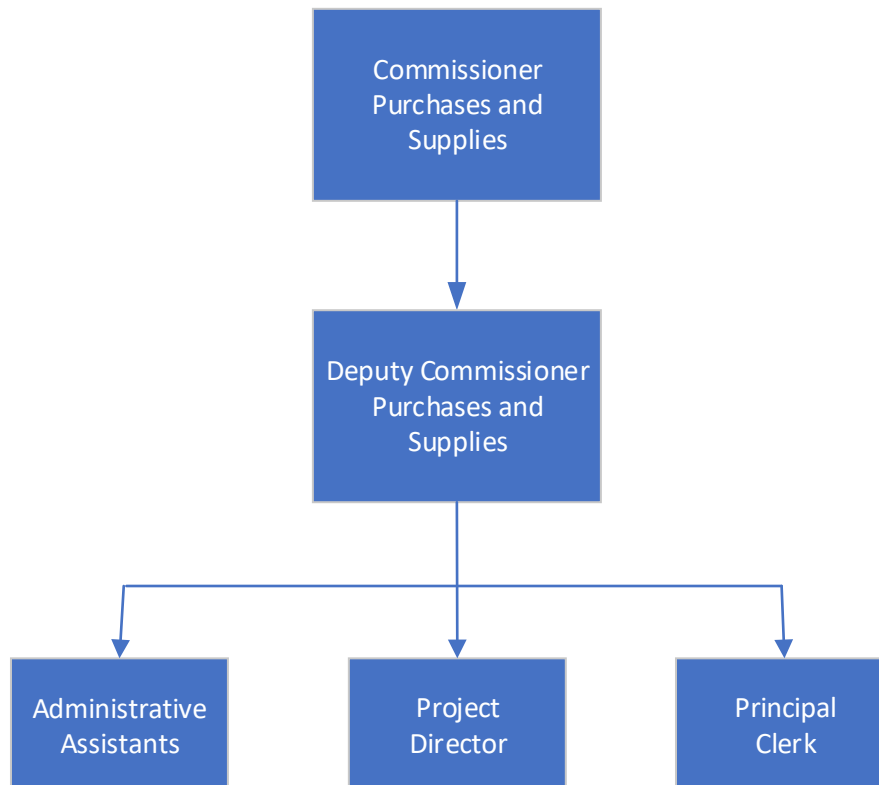 Commissioner
Purchases and
Supplies
Deputy Commissioner
Purchases and
Supplies
Administrative
Assistants
Project
Director
Principal
Clerk